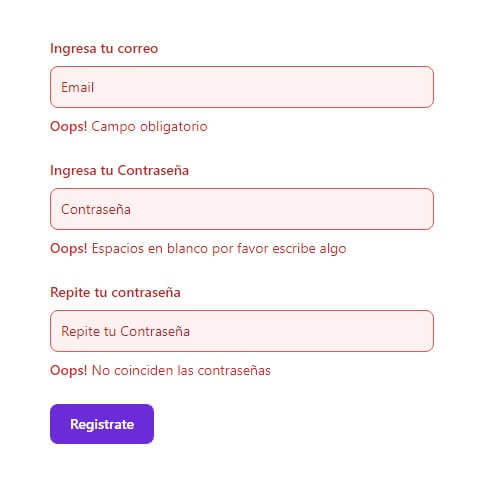 Ingresa tu correo
Email
Oops! Campo obligatorio
Ingresa tu Contraseña
Contraseña
Oops! Espacios en blanco por favor escribe algo
Repite tu contraseña
Repite tu Contraseña
Oops! No coinciden las contraseñas
Registrate